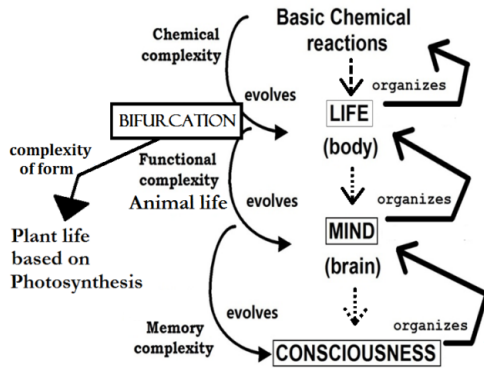 Basic Chemical
reactions
Chemical
complexity
evolves
organizes
BIFURCATION
LIFE
(body)
complexity
of form
Functional
complexity
Animal life
evolves
organizes
Plant life
based on
Photosynthesis
MIND
(brain)
evolves
organizes
Memory
complexity
CONSCIOUSNESS